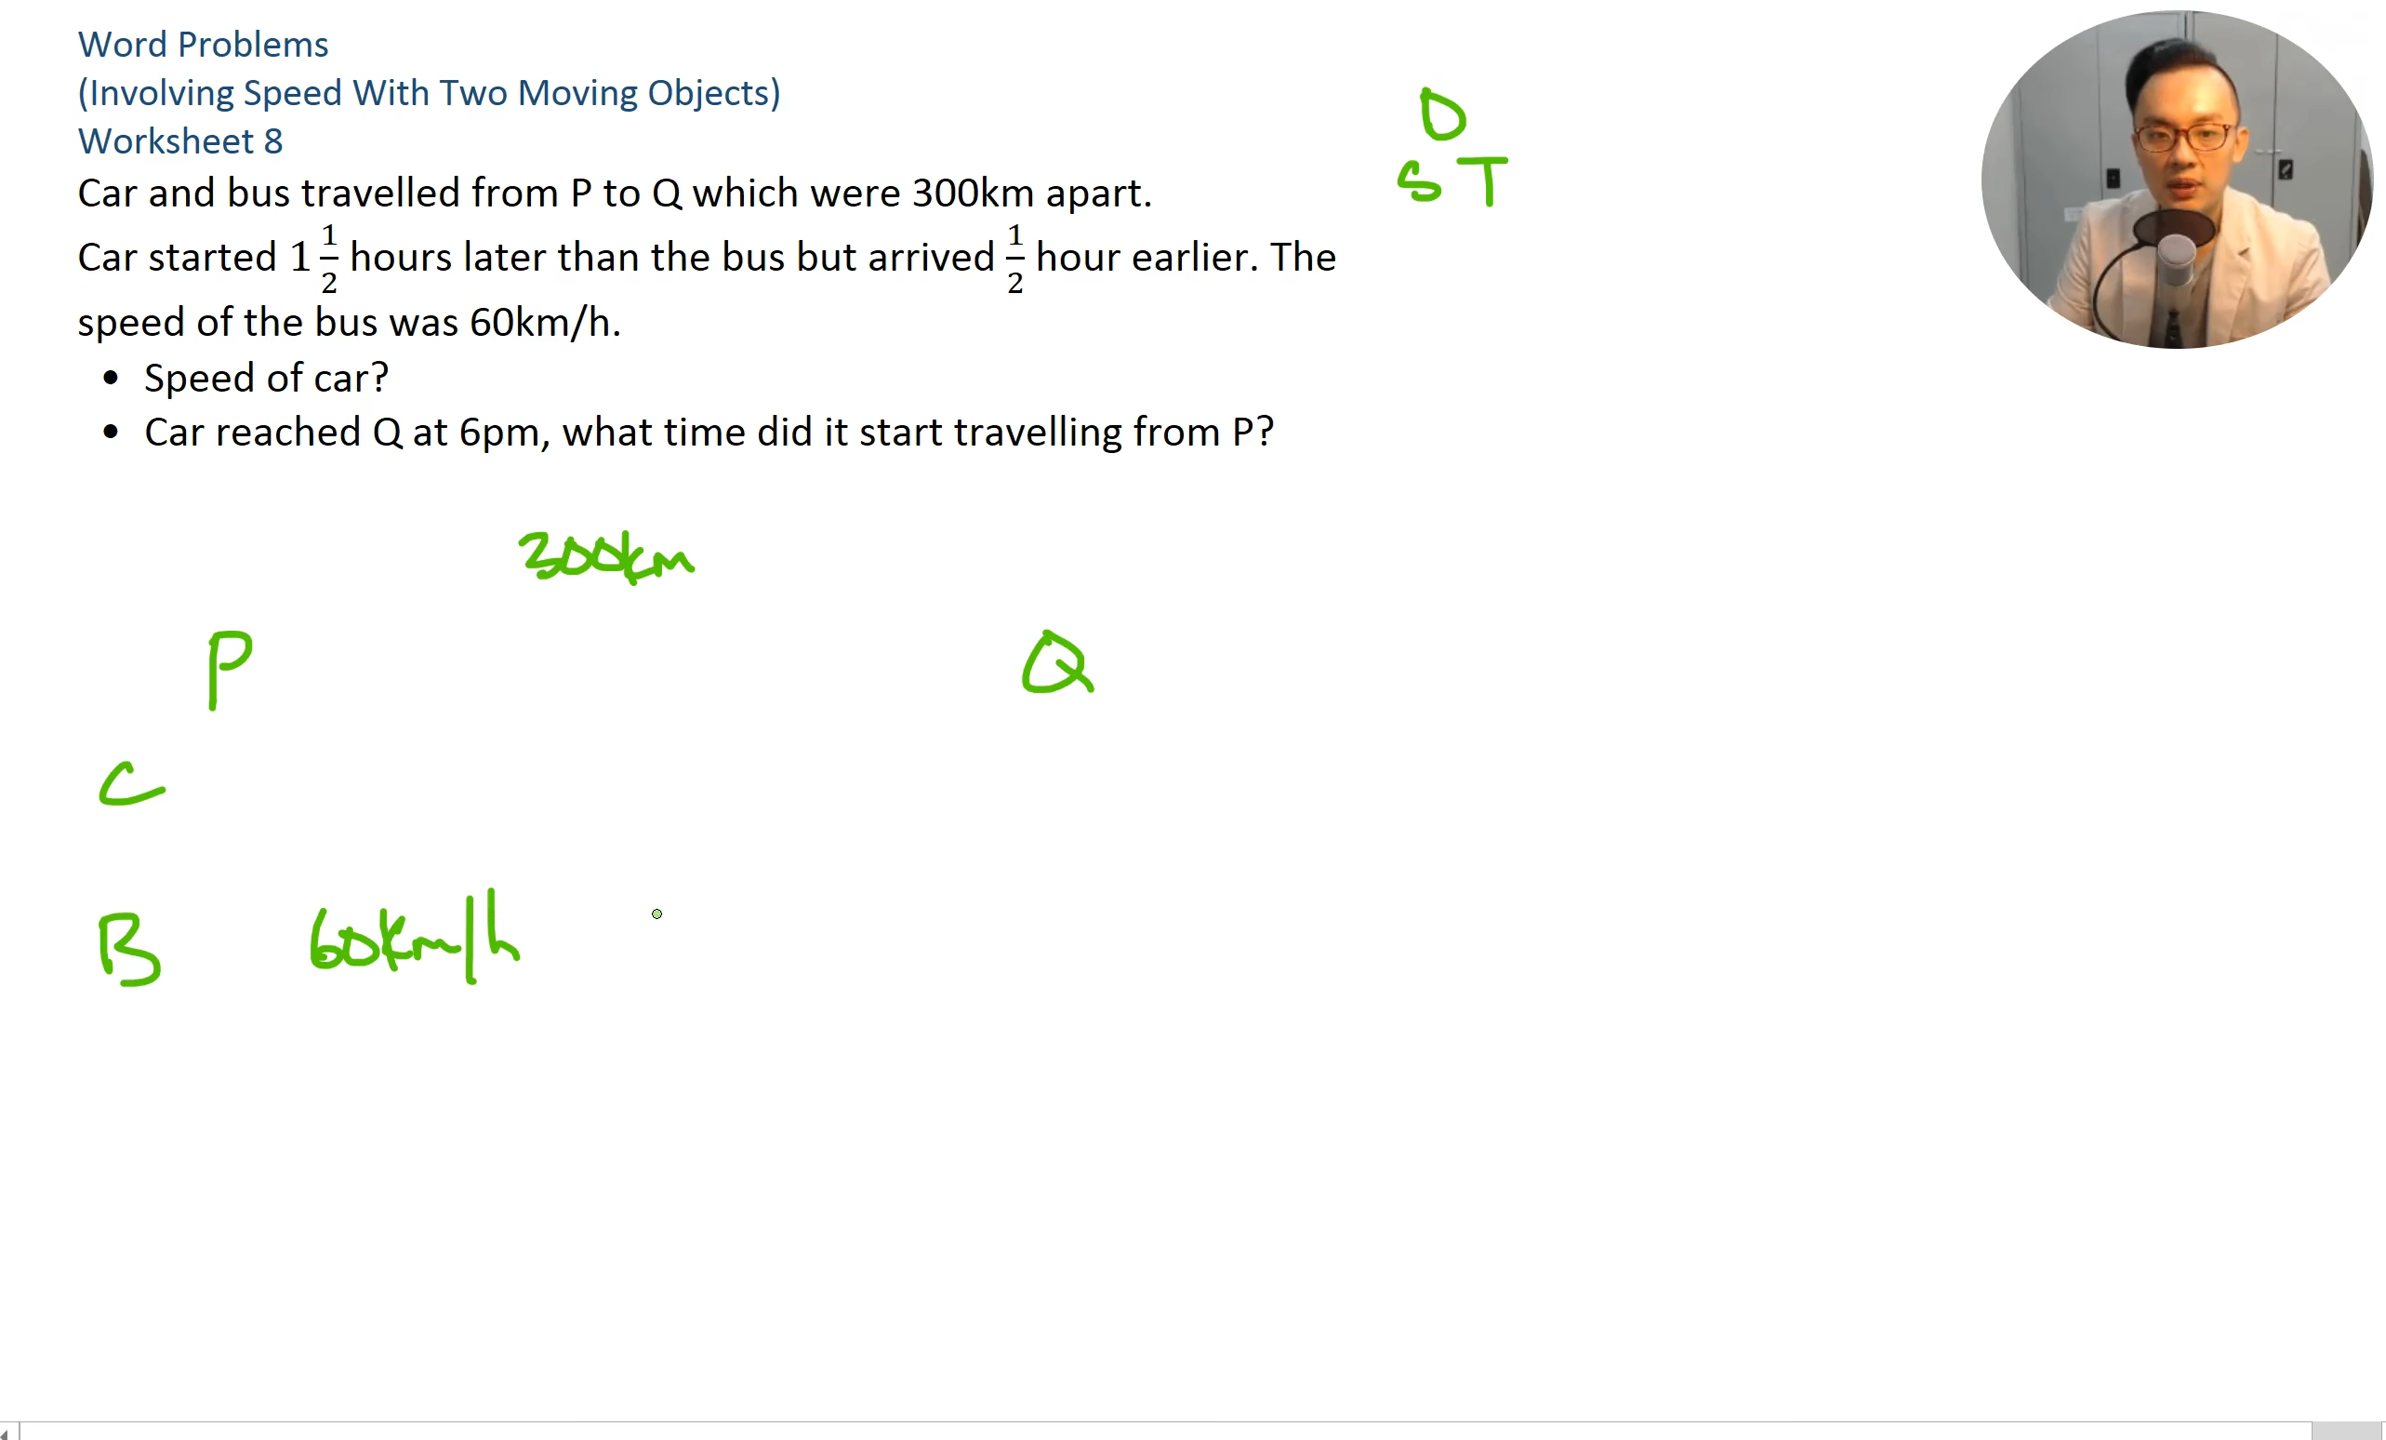 Word Problems
(Involving Speed With Two Moving Objects)
Worksheet 8
Car and bus travelled from P to Q which were 300km apart.
Car started 1 1/2 hours later than the bus but arrived 1/2 hour earlier. The
speed of the bus was 60km/h.
• Speed of car?
• Car reached Q at 6pm, what time did it start travelling from P?
D
S T
300km
P Q
C
B 60km/h